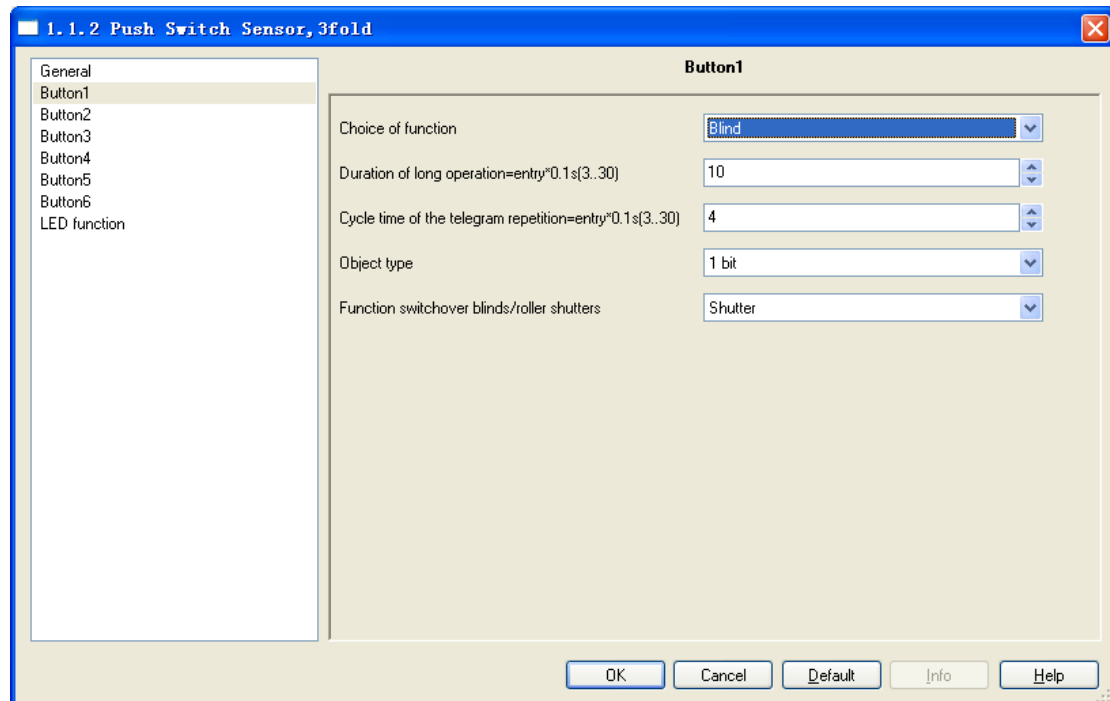 1.1.2 Push Switch Sensor,3fold
General
Button1
Button2
Button3
Button4
Button5
Button6
LED function
Button1
Choice of function
Blind
Duration of long operation=entry*0.1s(3..30)
10
Cycle time of the telegram repetition=entry*0.1s(3..30)
4
Object type
1 bit
Function switchover blinds/roller shutters
Shutter
OK
Cancel
Default
Info
Help